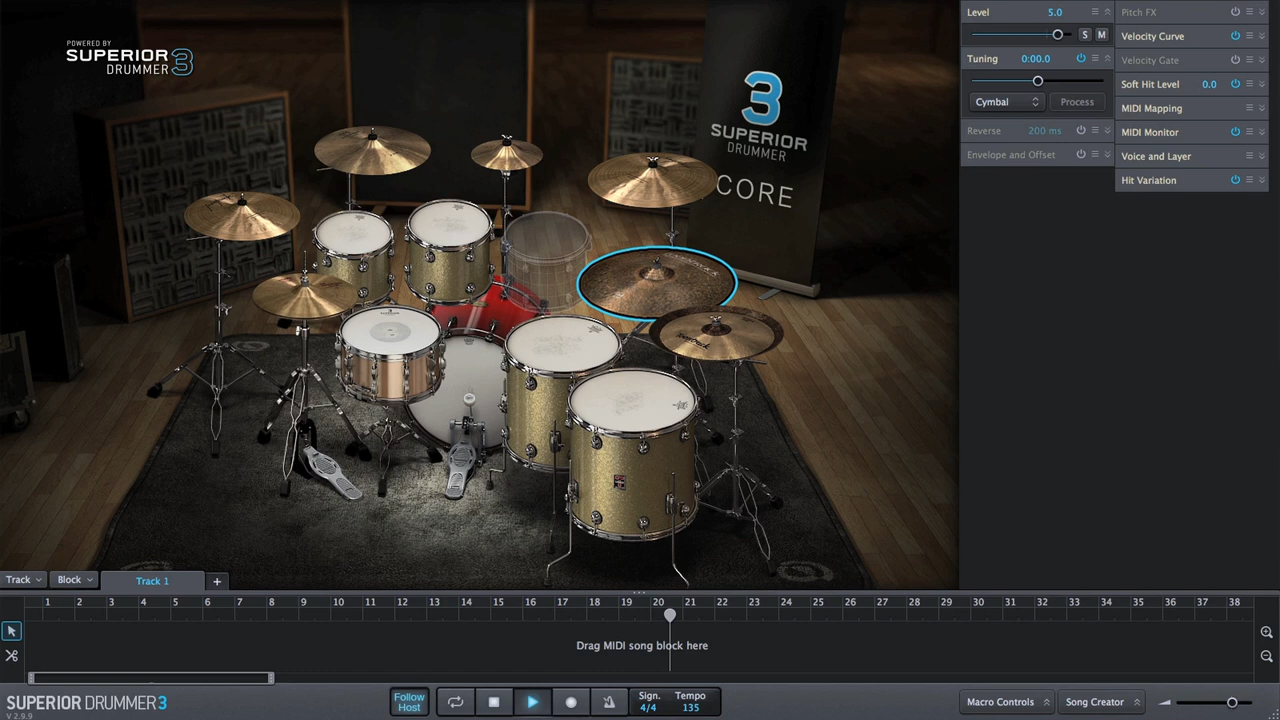 POWERED BY
SUPERIOR
DRUMMER 3
3
SUPERIOR
DRUMMER
CORE
Level 5.0
S M
Tuning 0:00.0
Cymbal Process
Reverse 200 ms
Envelope and Offset
Pitch FX
Velocity Curve
Velocity Gate
Soft Hit Level 0.0
MIDI Mapping
MIDI Monitor
Voice and Layer
Hit Variation
Track Block Track 1 +
1 2 3 4 5 6 7 8 9 10 11 12 13 14 15 16 17 18 19 20 21 22 23 24 25 26 27 28 29 30 31 32 33 34 35 36 37 38
Drag MIDI song block here
SUPERIOR DRUMMER 3
V 2.9.9
Follow
Host
Sign. Tempo
4/4 135
Macro Controls Song Creator